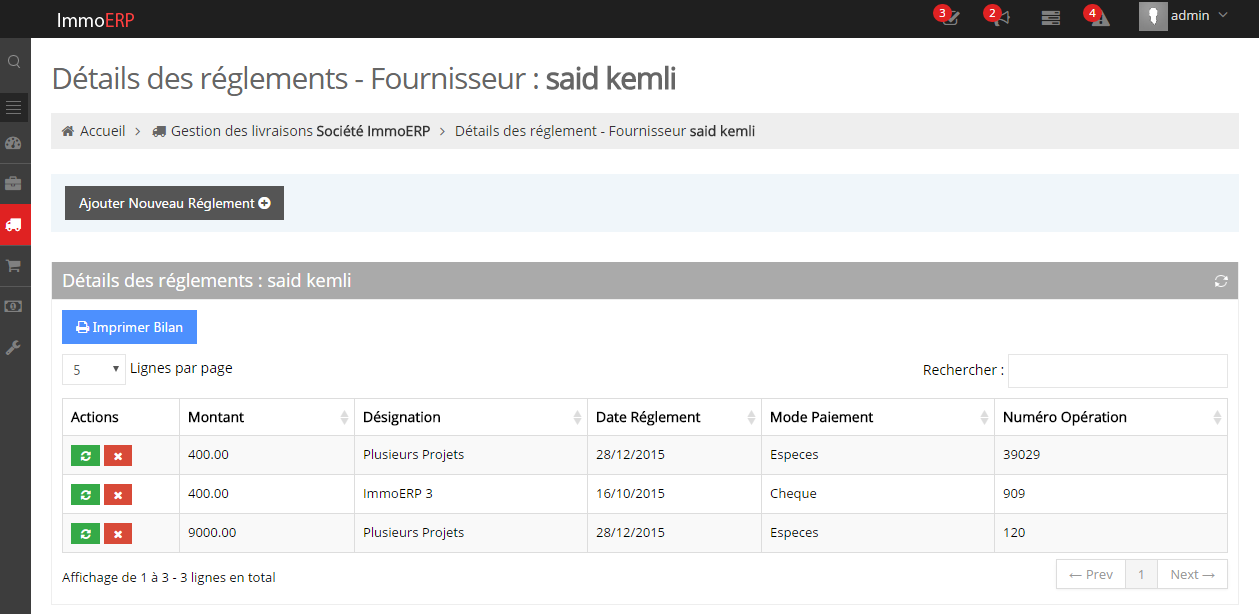 ImmoERP
3 2 4 admin
Détails des réglements - Fournisseur : said kemli
Accueil > Gestion des livraisons Société ImmoERP > Détails des réglement - Fournisseur said kemli
Ajouter Nouveau Réglement
Détails des réglements : said kemli
Imprimer Bilan
5 Lignes par page Rechercher :
Actions Montant Désignation Date Réglement Mode Paiement Numéro Opération
400.00 Plusieurs Projets 28/12/2015 Especes 39029
400.00 ImmoERP 3 16/10/2015 Cheque 909
9000.00 Plusieurs Projets 28/12/2015 Especes 120
Affichage de 1 à 3 - 3 lignes en total
← Prev 1 Next →